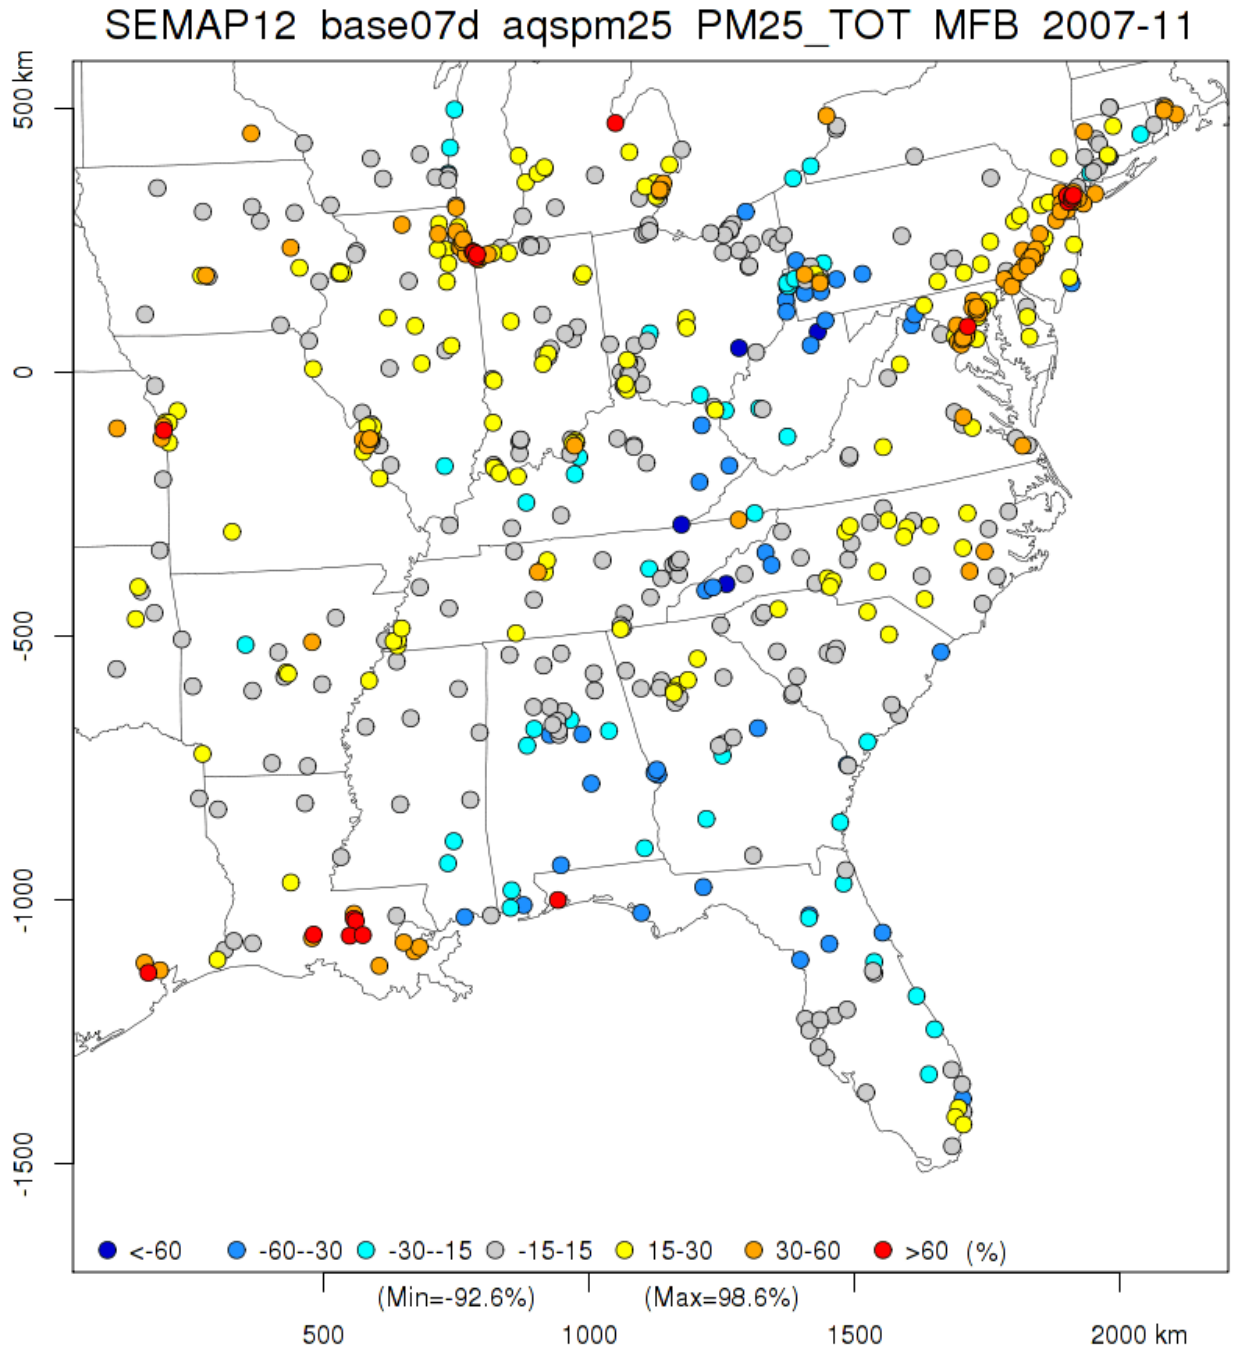 SEMAP12 base07d aqspm25 PM25_TOT MFB 2007-11
500 km
0
-500
-1000
-1500
<-60 -60--30 -30--15 -15-15 15-30 30-60 >60 (%)
(Min=-92.6%) (Max=98.6%)
500 1000 1500 2000 km